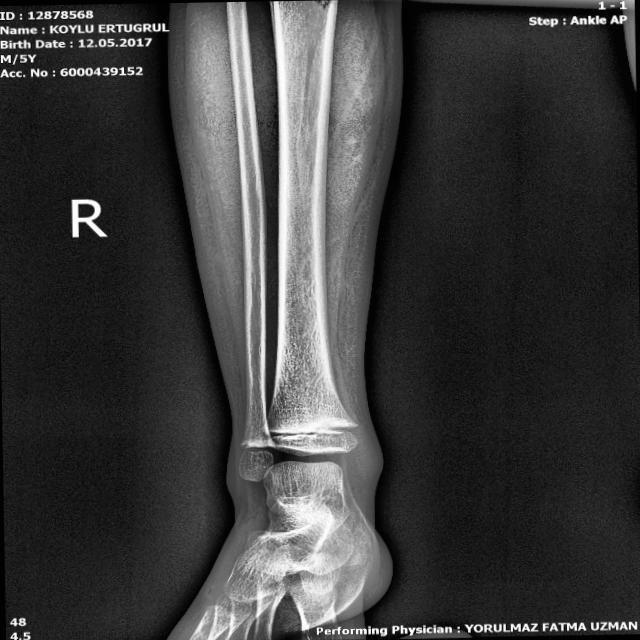 ID : 12878568
Name : KOYLU ERTUGRUL
Birth Date : 12.05.2017
M/5Y
Acc. No : 6000439152
1 - 1
Step : Ankle AP
R
48
4.5
Performing Physician : YORULMAZ FATMA UZMAN